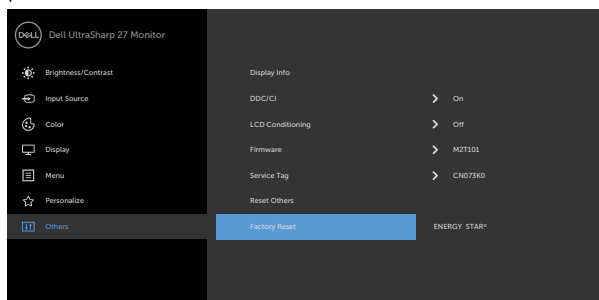 DELL Dell UltraSharp 27 Monitor
Brightness/Contrast Display Info
Input Source DDC/CI On
Color LCD Conditioning Off
Display Firmware M2T101
Menu Service Tag CN073K0
Personalize Reset Others
Others Factory Reset ENERGY STAR®